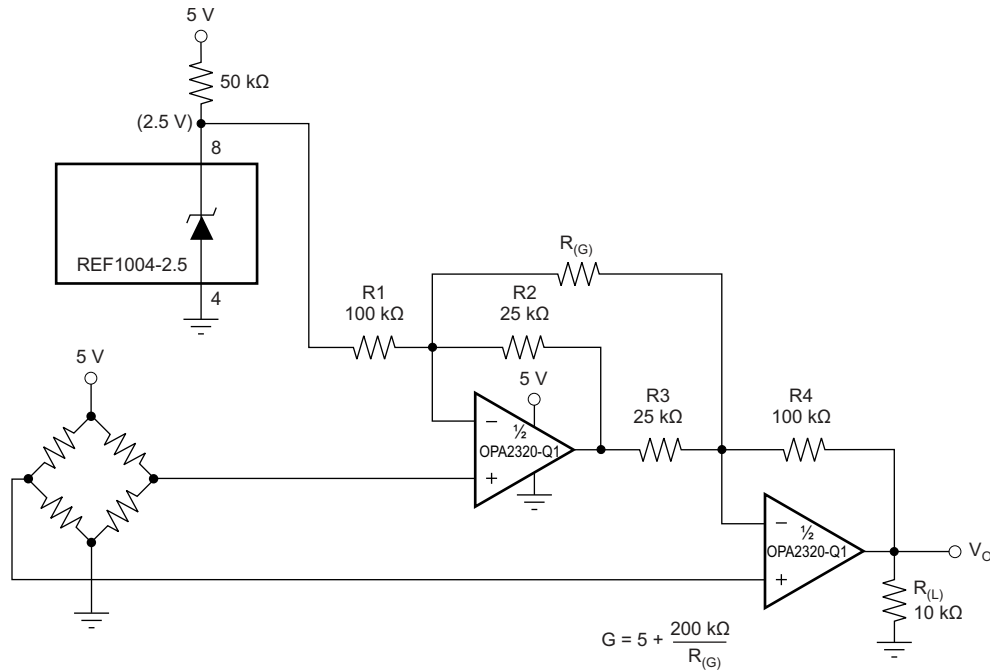 5 V
50 kΩ
(2.5 V)
8
REF1004-2.5
4
R(G)
R1
100 kΩ
R2
25 kΩ
5 V
5 V
R3
25 kΩ
R4
100 kΩ
−
½
OPA2320-Q1
+
−
½
OPA2320-Q1
+
VO
R(L)
10 kΩ
G = 5 + 200 kΩ / R(G)